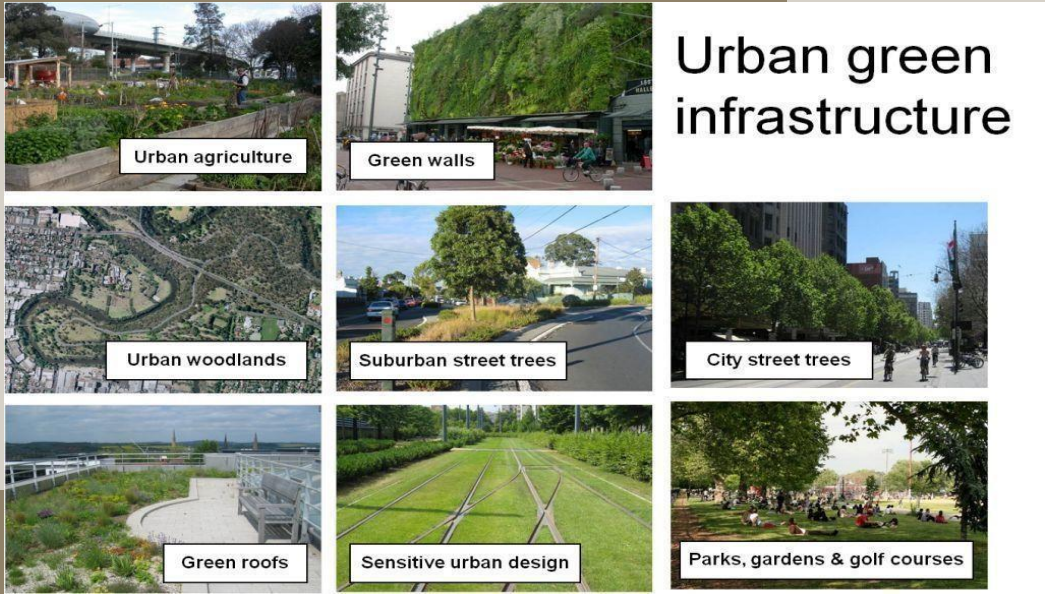 Urban green
infrastructure
Urban agriculture
Green walls
Urban woodlands
Suburban street trees
City street trees
Green roofs
Sensitive urban design
Parks, gardens & golf courses